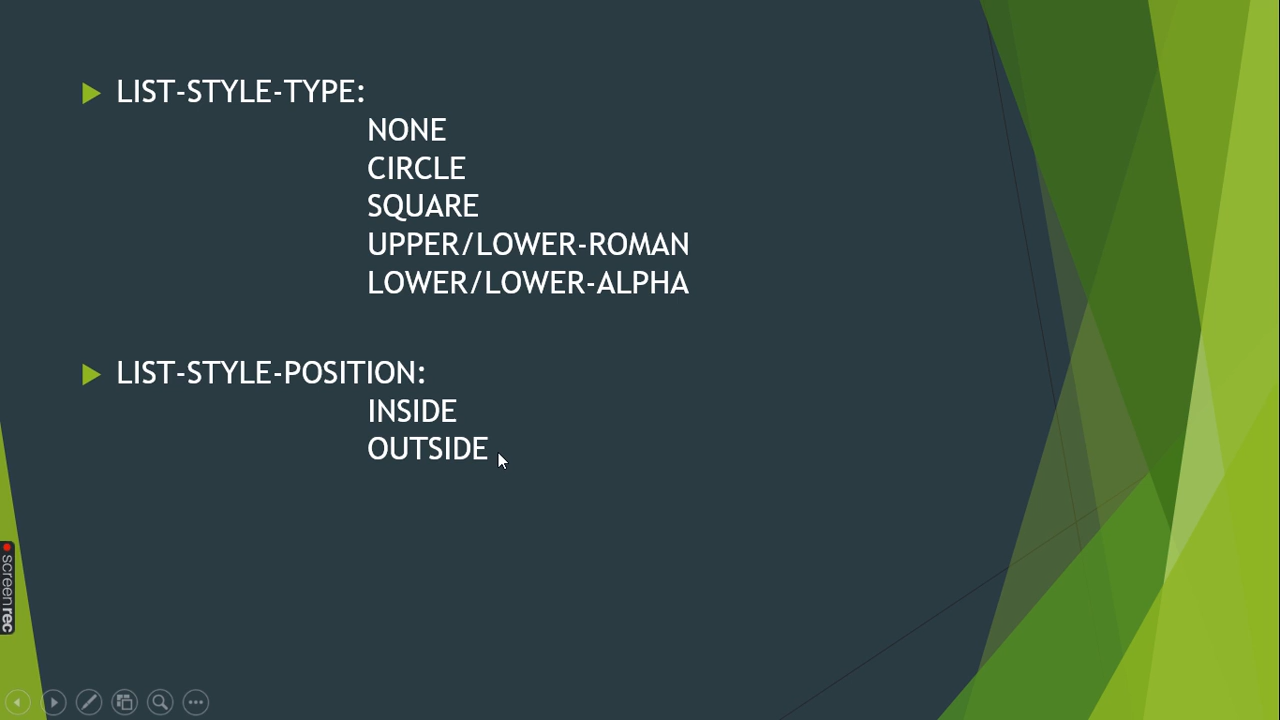 LIST-STYLE-TYPE:
NONE
CIRCLE
SQUARE
UPPER/LOWER-ROMAN
LOWER/LOWER-ALPHA
LIST-STYLE-POSITION:
INSIDE
OUTSIDE
screenrec